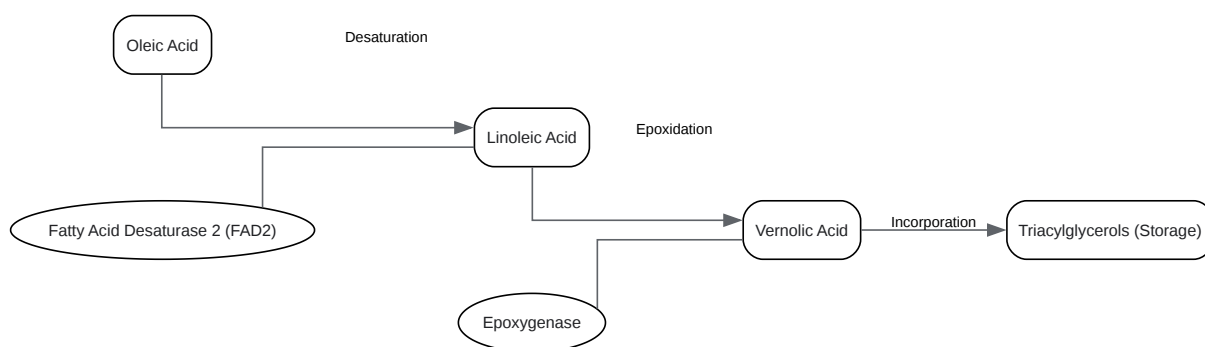 Oleic Acid
Desaturation
Linoleic Acid
Epoxidation
Fatty Acid Desaturase 2 (FAD2)
Vernolic Acid
Incorporation
Triacylglycerols (Storage)
Epoxygenase